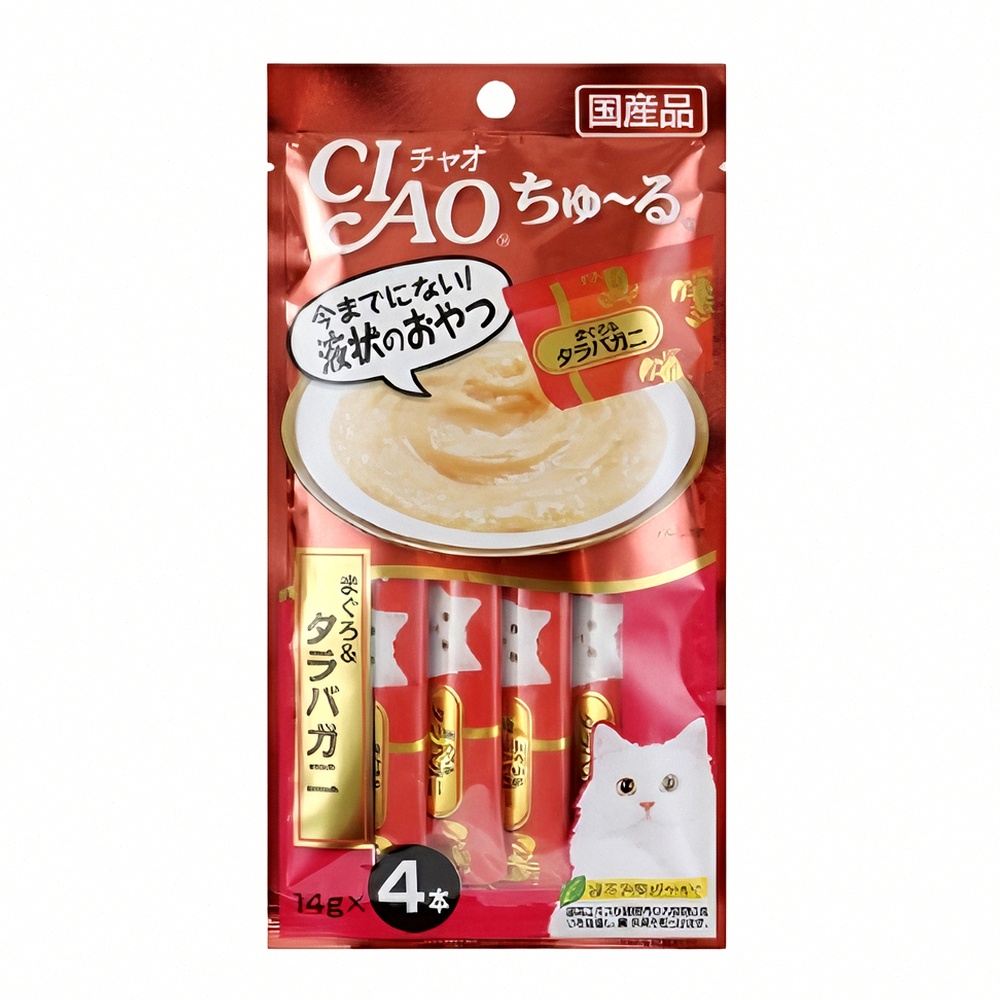 国産品
CIAO
チャオ
ちゅ〜る
今までにない!
液状のおやつ
まぐろ&
タラバガニ
まぐろ&
タラバガニ
14g×4本